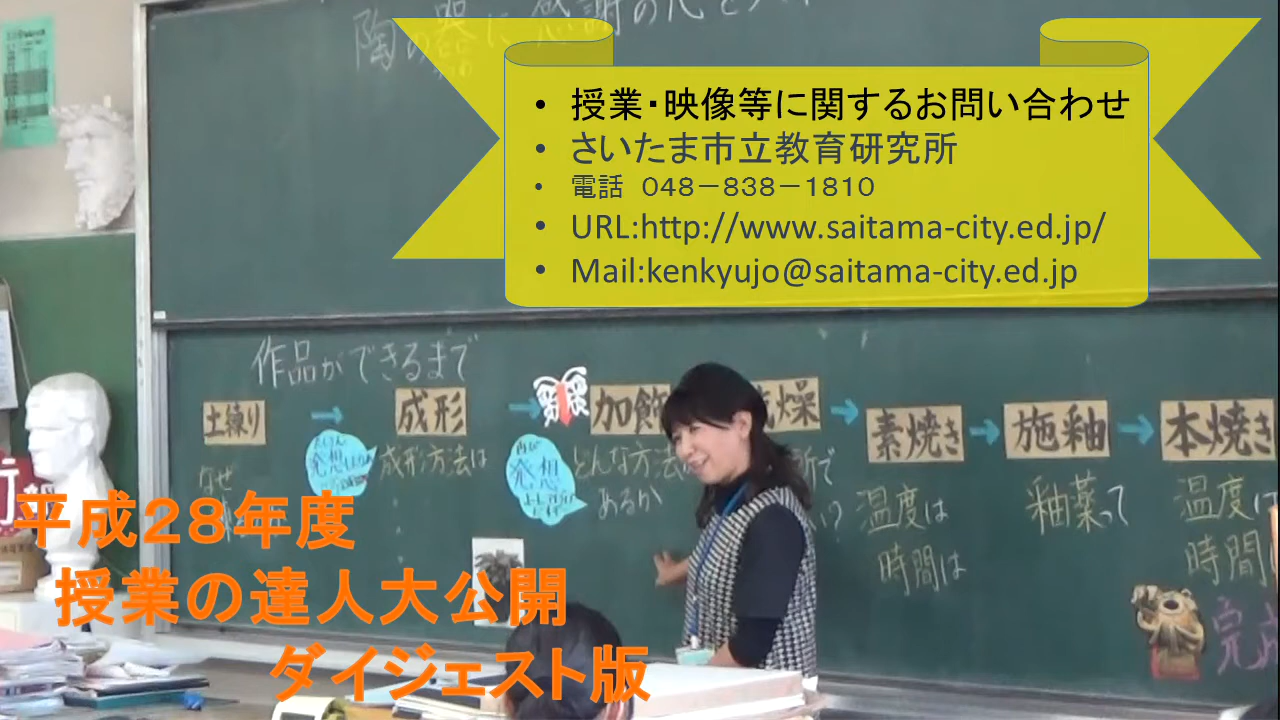 陶の器に感謝の
• 授業・映像等に関するお問い合わせ
• さいたま市立教育研究所
• 電話　０４８－８３８－１８１０
• URL:http://www.saitama-city.ed.jp/
• Mail:kenkyujo@saitama-city.ed.jp
作品ができるまで
土練り → 成形 → 加飾 燥 → 素焼き → 施釉 → 本焼き
発想
発想
なぜ
成形方法は
どんな方法
あるか
温度は
時間は
釉薬って
温度
時間
平成２８年度
授業の達人大公開
ダイジェスト版